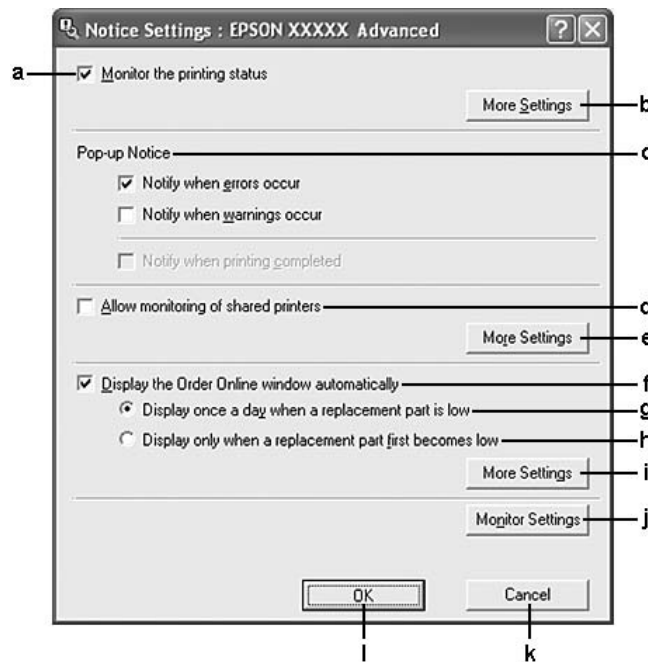 Notice Settings : EPSON XXXXX Advanced
a Monitor the printing status
More Settings b
Pop-up Notice c
Notify when errors occur
Notify when warnings occur
Notify when printing completed
Allow monitoring of shared printers d
More Settings e
Display the Order Online window automatically f
Display once a day when a replacement part is low g
Display only when a replacement part first becomes low h
More Settings i
Monitor Settings j
OK Cancel
l k